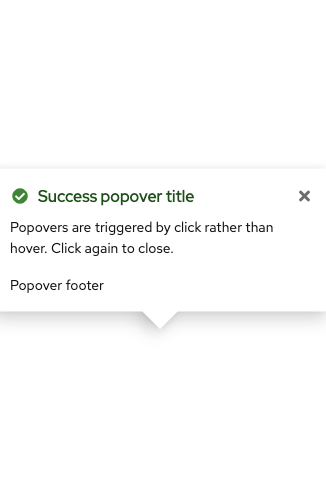 Success popover title
Popovers are triggered by click rather than
hover. Click again to close.
Popover footer